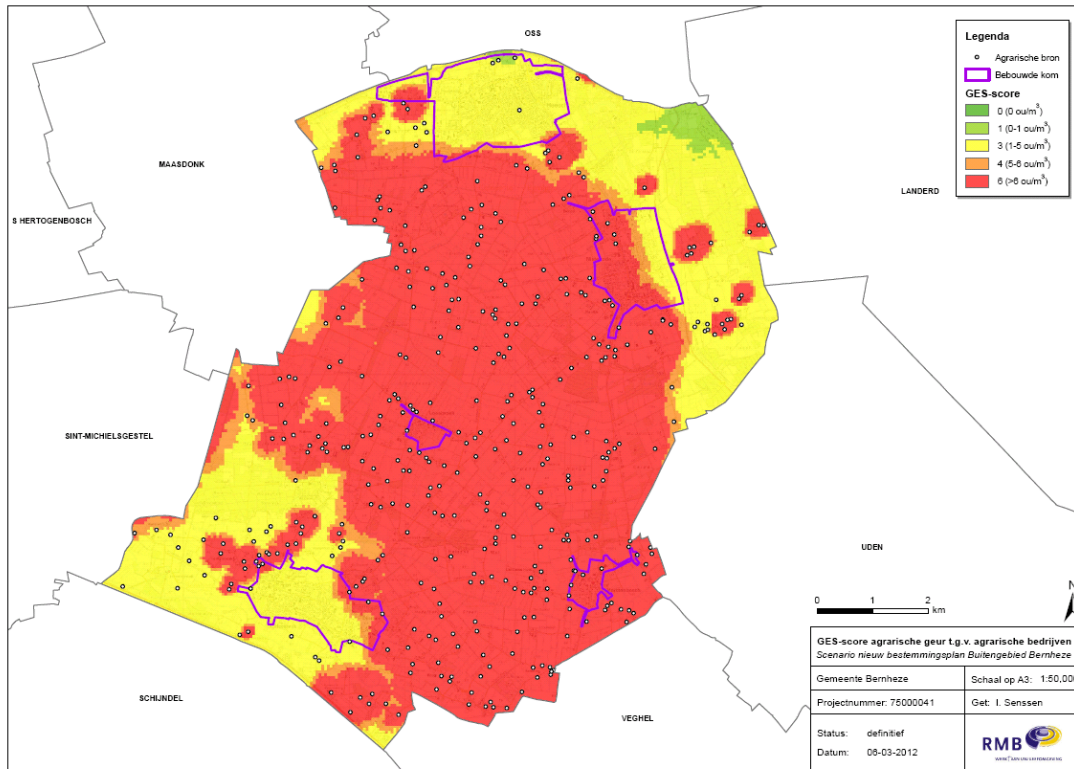 OSS
MAASDONK
S HERTOGENBOSCH
LANDERD
SINT-MICHIELSGESTEL
UDEN
SCHIJNDEL
VEGHEL
Legenda
Agrarische bron
Bebouwde kom
GES-score
0 (0 ou/m³)
1 (0-1 ou/m³)
3 (1-5 ou/m³)
4 (5-6 ou/m³)
6 (>6 ou/m³)
N
0 1 2
km
GES-score agrarische geur t.g.v. agrarische bedrijven
Scenario nieuw bestemmingsplan Buitengebied Bernheze
Gemeente Bernheze
Schaal op A3: 1:50,000
Projectnummer: 75000041
Get: I. Senssen
Status: definitief
Datum: 06-03-2012
RMB